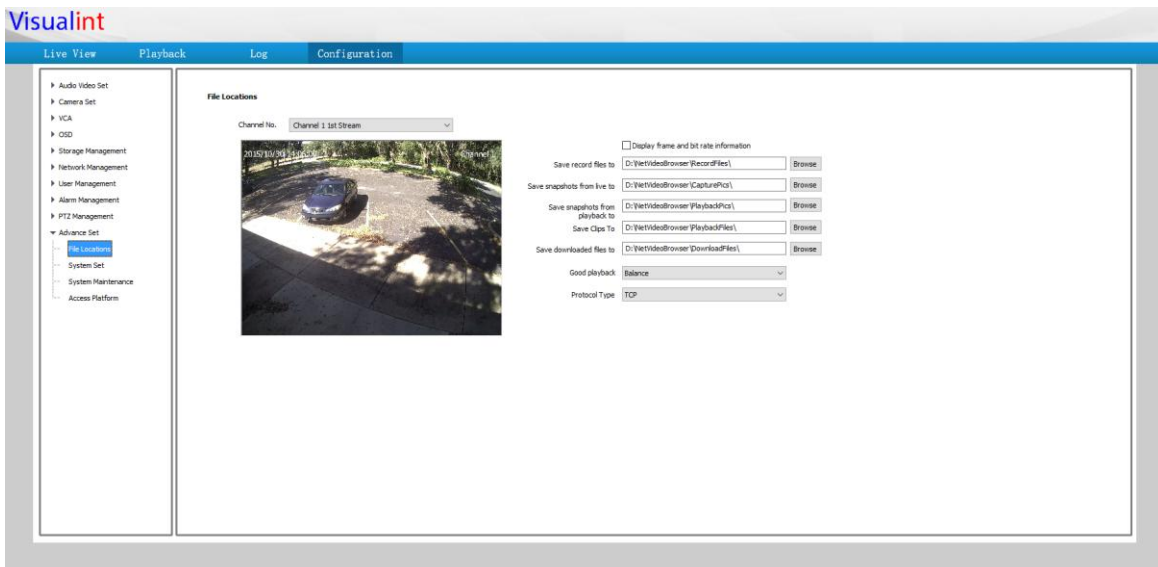 Visualint
Live View Playback Log Configuration
Audio Video Set
Camera Set
VCA
OSD
Storage Management
Network Management
User Management
Alarm Management
PTZ Management
Advance Set
File Locations
System Set
System Maintenance
Access Platform
File Locations
Channel No. Channel 1 1st Stream
2015/10/30 Channel
Display frame and bit rate information
Save record files to D:\NetVideoBrowser\RecordFiles\ Browse
Save snapshots from live to D:\NetVideoBrowser\CapturePics\ Browse
Save snapshots from
playback to D:\NetVideoBrowser\PlaybackPics\ Browse
Save Clips To D:\NetVideoBrowser\PlaybackFiles\ Browse
Save downloaded files to D:\NetVideoBrowser\DownloadFiles\ Browse
Good playback Balance
Protocol Type TCP